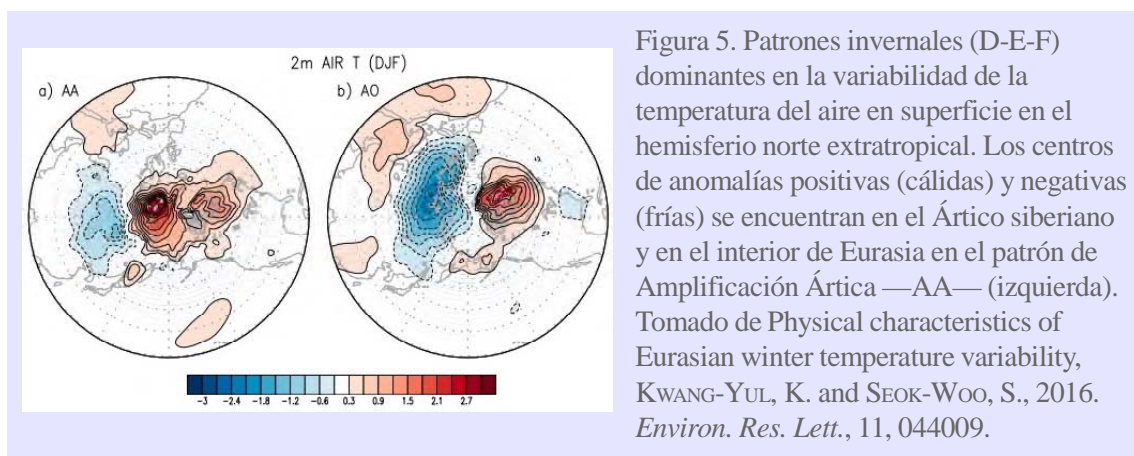 2m AIR T (DJF)
a) AA
b) AO
-3 -2.4 -1.8 -1.2 -0.6 0.3 0.9 1.5 2.1 2.7
Figura 5. Patrones invernales (D-E-F)
dominantes en la variabilidad de la
temperatura del aire en superficie en el
hemisferio norte extratropical. Los centros
de anomalías positivas (cálidas) y negativas
(frías) se encuentran en el Ártico siberiano
y en el interior de Eurasia en el patrón de
Amplificación Ártica —AA— (izquierda).
Tomado de Physical characteristics of
Eurasian winter temperature variability,
KWANG-YUL, K. and SEOK-WOO, S., 2016.
Environ. Res. Lett., 11, 044009.